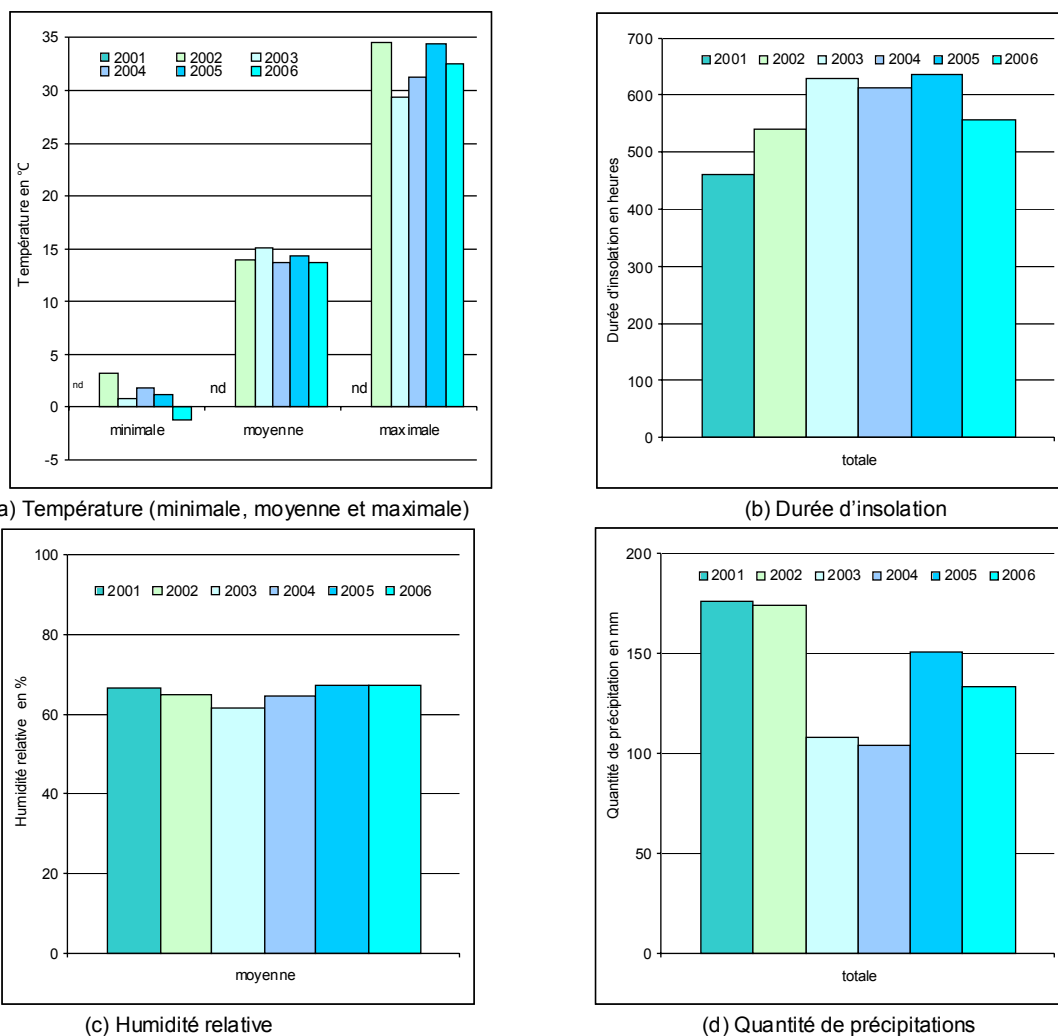 35
30
25
20
15
10
5
0
-5
Température en °C
2001 2002 2003
2004 2005 2006
nd
nd
nd
minimale moyenne maximale
a) Température (minimale, moyenne et maximale)
700
600
500
400
300
200
100
0
Durée d'insolation en heures
2001 2002 2003 2004 2005 2006
totale
(b) Durée d'insolation
100
80
60
40
20
0
Humidité relative en %
2001 2002 2003 2004 2005 2006
moyenne
(c) Humidité relative
200
150
100
50
0
Quantité de précipitation en mm
2001 2002 2003 2004 2005 2006
totale
(d) Quantité de précipitations